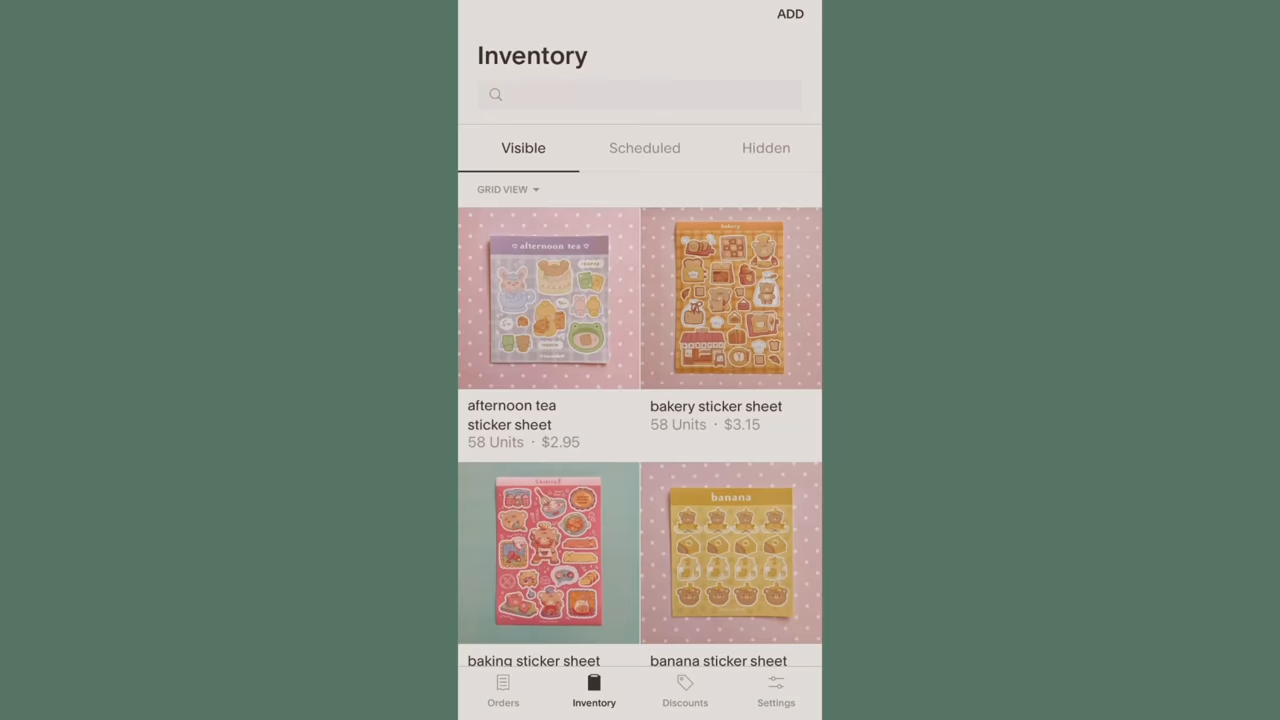 ADD
Inventory
Visible
Scheduled
Hidden
GRID VIEW
♡ afternoon tea ♡
bakery
afternoon tea
sticker sheet
58 Units · $2.95
bakery sticker sheet
58 Units · $3.15
banana
baking sticker sheet
banana sticker sheet
Orders
Inventory
Discounts
Settings